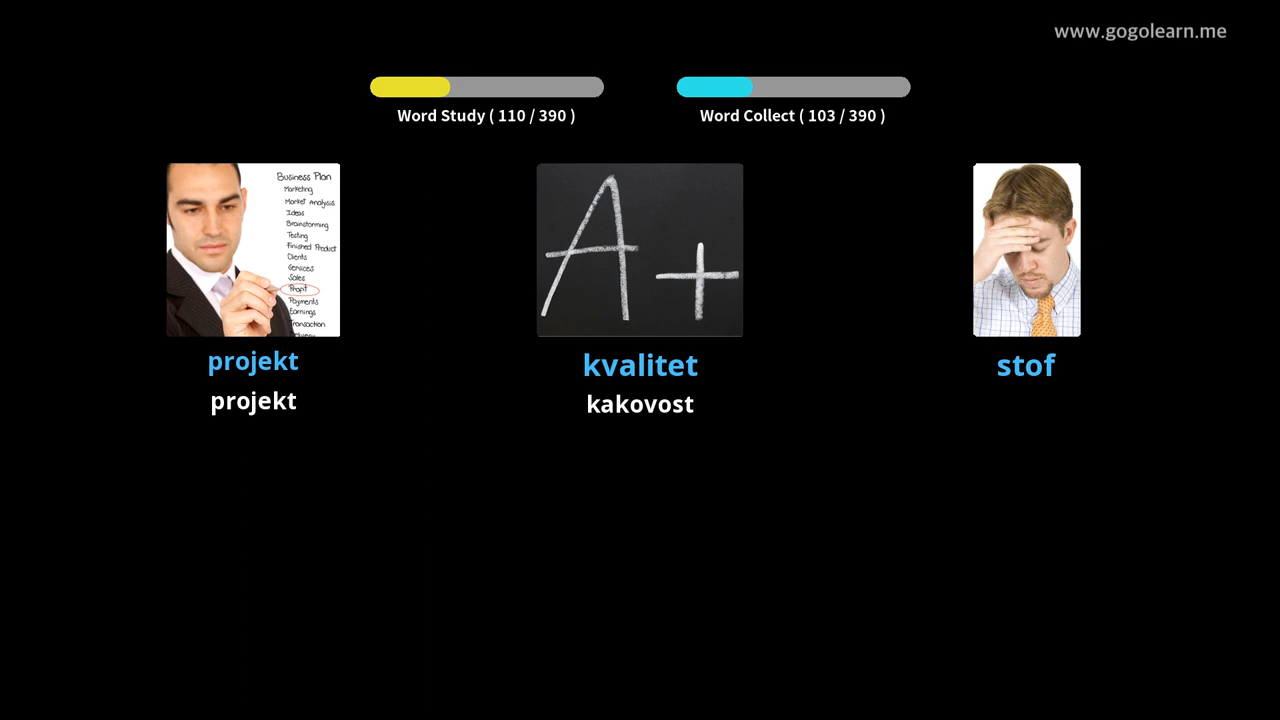 www.gogolearn.me
Word Study ( 110 / 390 )
Word Collect ( 103 / 390 )
Business Plan
Marketing
Market Analysis
Ideas
Brainstorming
Testing
Finished Product
Clients
Services
Sales
Profit
Payments
Earnings
Transaction
A+
projekt
kvalitet
stof
projekt
kakovost